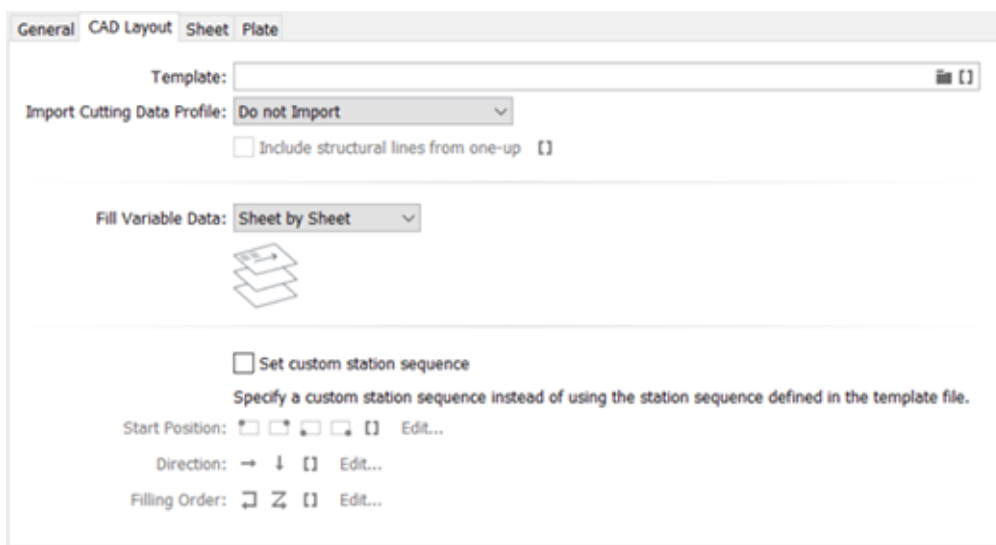 General CAD Layout Sheet Plate
Template:
Import Cutting Data Profile: Do not Import
Include structural lines from one-up []
Fill Variable Data: Sheet by Sheet
Set custom station sequence
Specify a custom station sequence instead of using the station sequence defined in the template file.
Start Position: [] Edit...
Direction: [] Edit...
Filling Order: [] Edit...